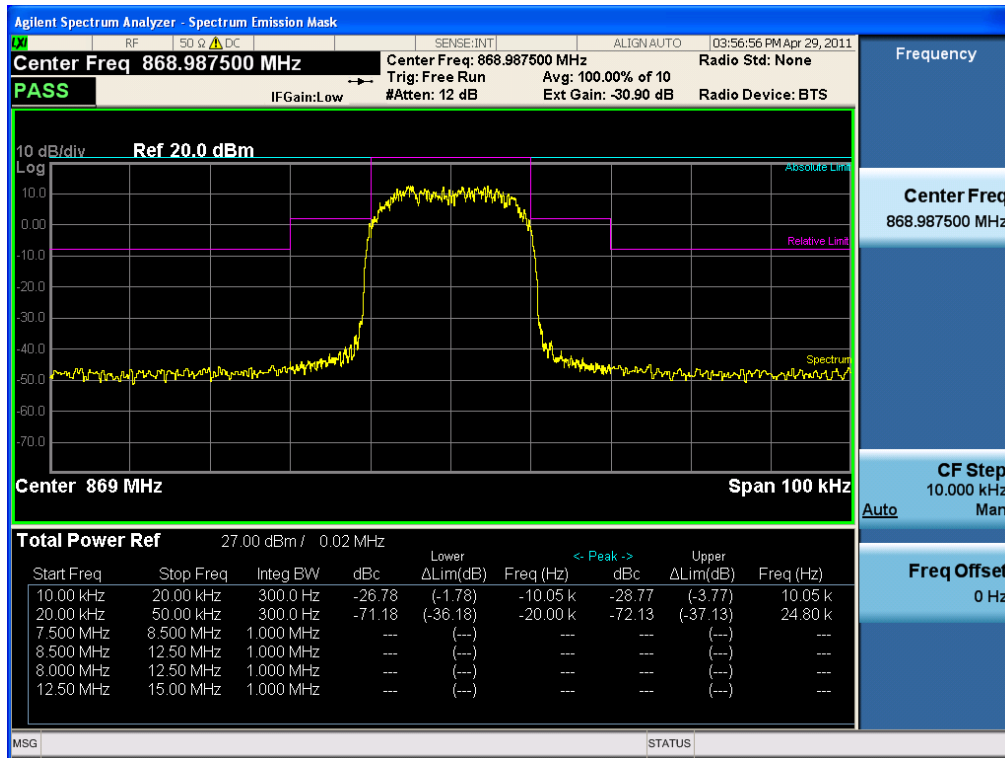 Agilent Spectrum Analyzer - Spectrum Emission Mask
LXI RF 50 Ω DC SENSE:INT ALIGN AUTO 03:56:56 PM Apr 29, 2011
Center Freq 868.987500 MHz
PASS
IFGain:Low
Center Freq: 868.987500 MHz
Trig: Free Run Avg: 100.00% of 10
#Atten: 12 dB Ext Gain: -30.90 dB
Radio Std: None
Radio Device: BTS
10 dB/div Ref 20.0 dBm
Log
Absolute Limit
10.0
0.00
Relative Limit
-10.0
-20.0
-30.0
-40.0
Spectrum
-50.0
-60.0
-70.0
Center 869 MHz Span 100 kHz
Total Power Ref 27.00 dBm / 0.02 MHz
Lower <- Peak -> Upper
Start Freq Stop Freq Integ BW dBc ΔLim(dB) Freq (Hz) dBc ΔLim(dB) Freq (Hz)
10.00 kHz 20.00 kHz 300.0 Hz -26.78 (-1.78) -10.05 k -28.77 (-3.77) 10.05 k
20.00 kHz 50.00 kHz 300.0 Hz -71.18 (-36.18) -20.00 k -72.13 (-37.13) 24.80 k
7.500 MHz 8.500 MHz 1.000 MHz --- (---) --- --- (---) ---
8.500 MHz 12.50 MHz 1.000 MHz --- (---) --- --- (---) ---
8.000 MHz 12.50 MHz 1.000 MHz --- (---) --- --- (---) ---
12.50 MHz 15.00 MHz 1.000 MHz --- (---) --- --- (---) ---
MSG STATUS
Frequency
Center Freq
868.987500 MHz
CF Step
10.000 kHz
Auto Man
Freq Offset
0 Hz